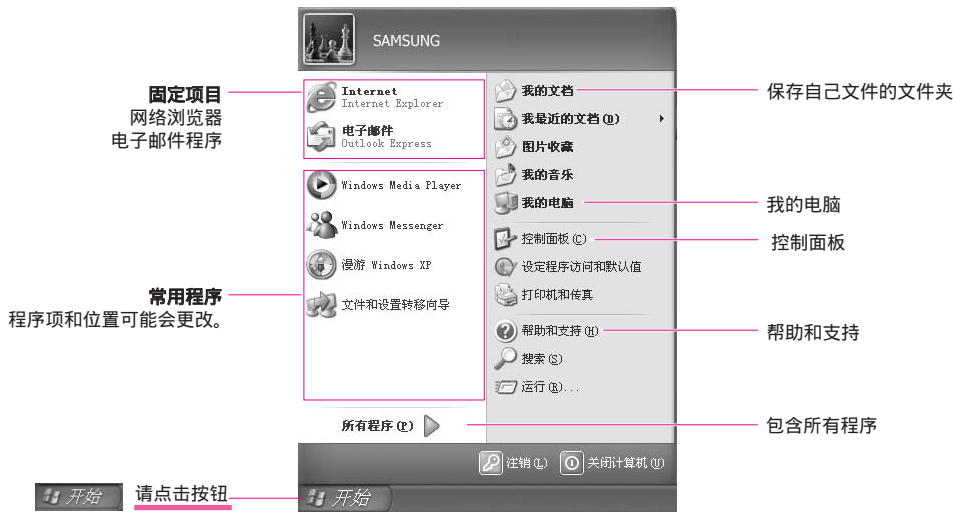 SAMSUNG
固定项目
网络浏览器
电子邮件程序
Internet
Internet Explorer
电子邮件
Outlook Express
常用程序
程序项和位置可能会更改。
Windows Media Player
Windows Messenger
漫游 Windows XP
文件和设置转移向导
所有程序(P)
我的文档
我最近的文档(D)
图片收藏
我的音乐
我的电脑
控制面板(C)
设定程序访问和默认值
打印机和传真
帮助和支持(H)
搜索(S)
运行(R)...
保存自己文件的文件夹
我的电脑
控制面板
帮助和支持
包含所有程序
注销(L)
关闭计算机(U)
开始
请点击按钮
开始